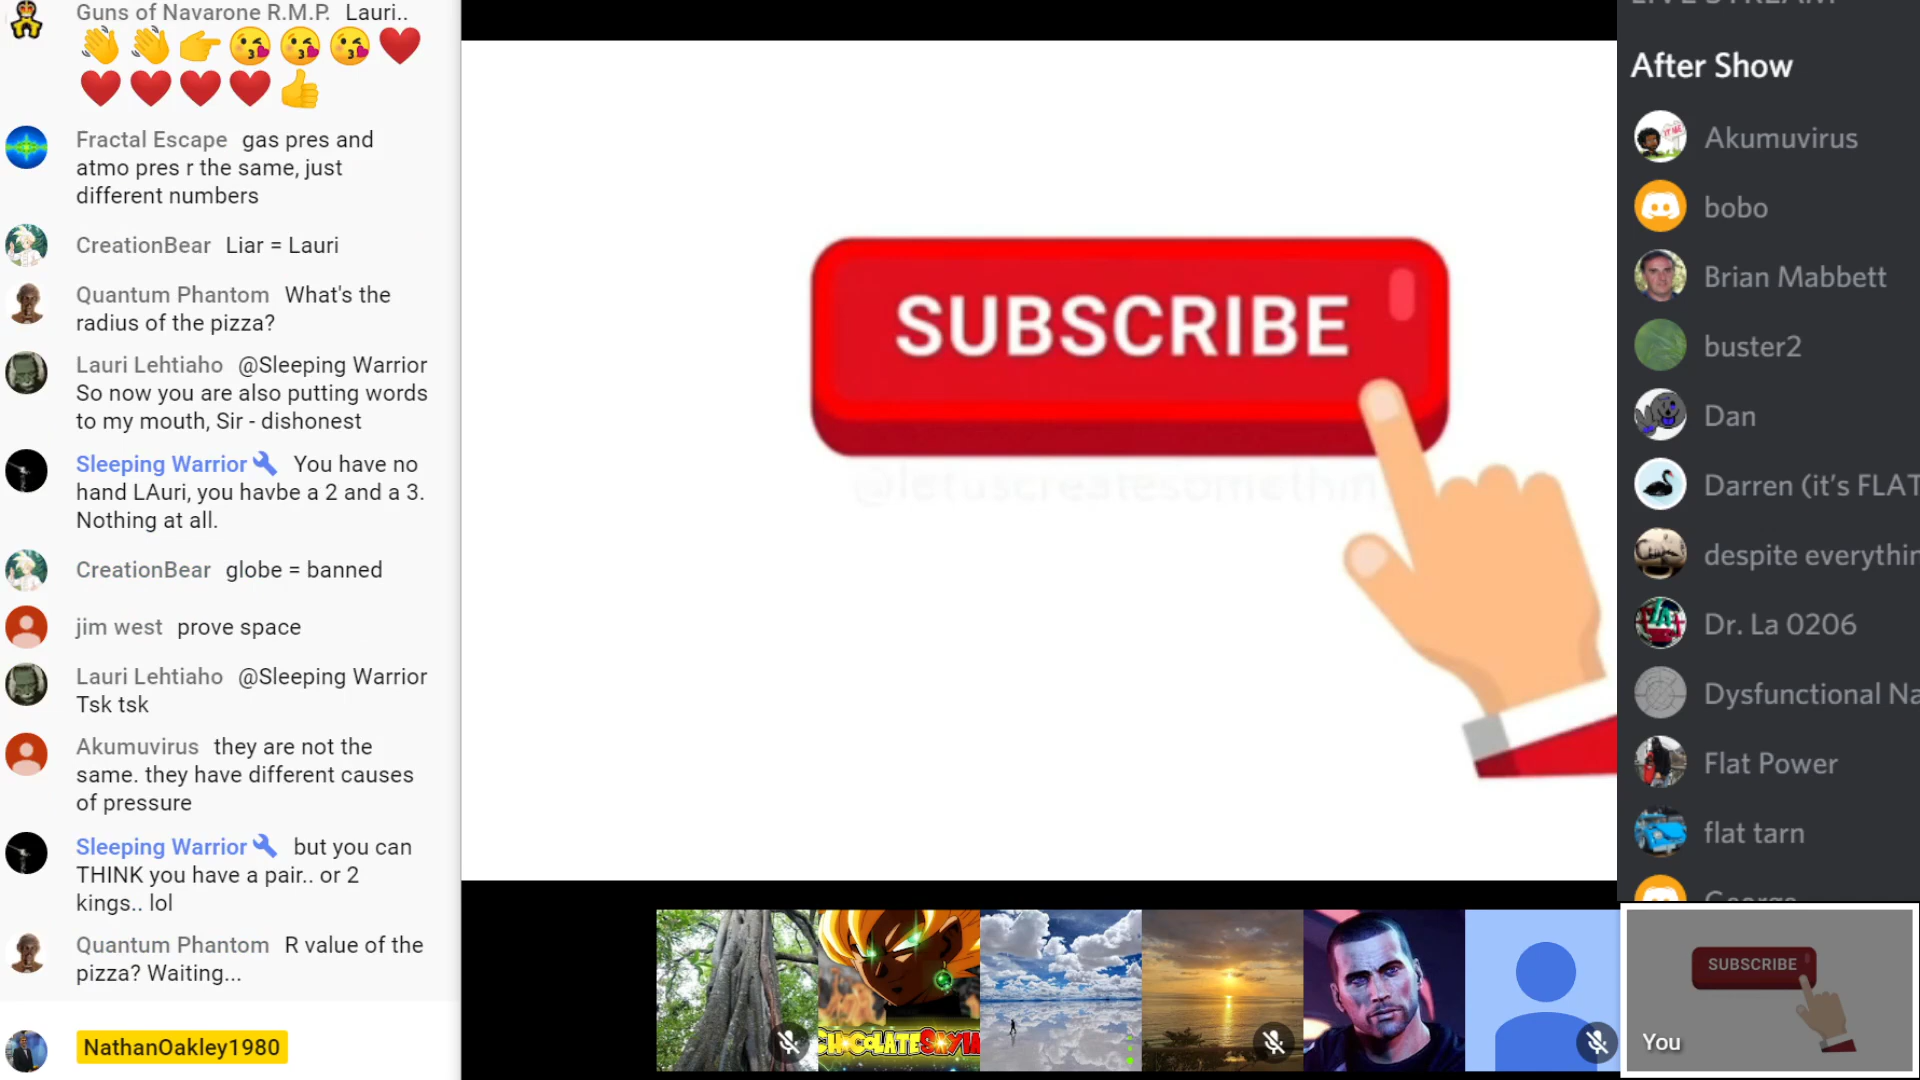 Guns of Navarone R.M.P. Lauri..
Fractal Escape gas pres and
atmo pres r the same, just
different numbers
CreationBear Liar = Lauri
Quantum Phantom What's the
radius of the pizza?
Lauri Lehtiaho @Sleeping Warrior
So now you are also putting words
to my mouth, Sir - dishonest
Sleeping Warrior You have no
hand LAuri, you havbe a 2 and a 3.
Nothing at all.
CreationBear globe = banned
jim west prove space
Lauri Lehtiaho @Sleeping Warrior
Tsk tsk
Akumuvirus they are not the
same. they have different causes
of pressure
Sleeping Warrior but you can
THINK you have a pair.. or 2
kings.. lol
Quantum Phantom R value of the
pizza? Waiting...
NathanOakley1980
SUBSCRIBE
@letuscreatesomethin
CHOCOLATE SAYIN
LIVE STREAM
After Show
Akumuvirus
bobo
Brian Mabbett
buster2
Dan
Darren (it's FLAT
despite everythin
Dr. La 0206
Dysfunctional Na
Flat Power
flat tarn
George
SUBSCRIBE
You